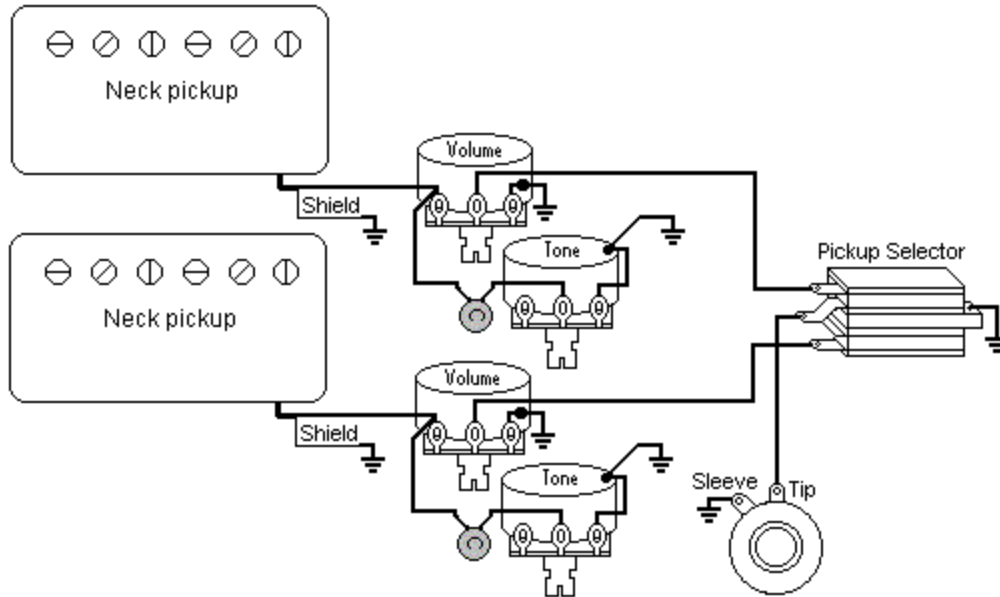 Neck pickup
Volume
Shield
Tone
Pickup Selector
Neck pickup
Volume
Shield
Tone
Sleeve
Tip